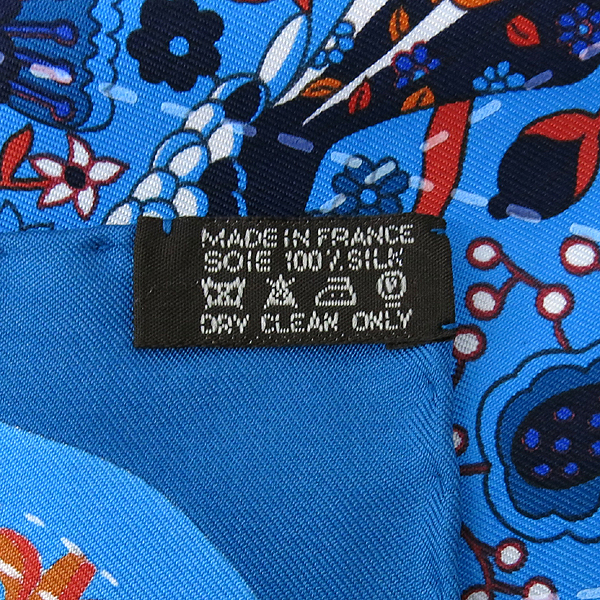 MADE IN FRANCE
SOIE 100% SILK
DRY CLEAN ONLY